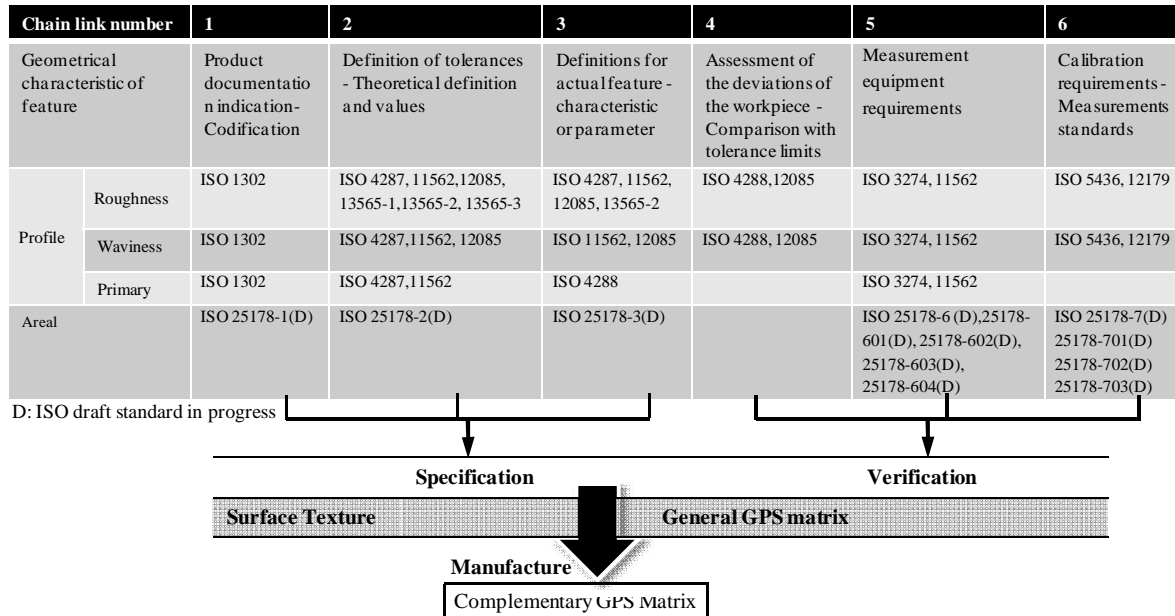 Chain link number 1 2 3 4 5 6
Geometrical
characteristic of
feature
Product
documentatio
n indication-
Codification
Definition of tolerances
- Theoretical definition
and values
Definitions for
actual feature -
characteristic
or parameter
Assessment of
the deviations of
the workpiece -
Comparison with
tolerance limits
Measurement
equipment
requirements
Calibration
requirements -
Measurements
standards
Profile
Roughness
ISO 1302
ISO 4287, 11562,12085,
13565-1,13565-2, 13565-3
ISO 4287, 11562,
12085, 13565-2
ISO 4288,12085
ISO 3274, 11562
ISO 5436, 12179
Waviness
ISO 1302
ISO 4287,11562, 12085
ISO 11562, 12085
ISO 4288, 12085
ISO 3274, 11562
ISO 5436, 12179
Primary
ISO 1302
ISO 4287,11562
ISO 4288
ISO 3274, 11562
Areal
ISO 25178-1(D)
ISO 25178-2(D)
ISO 25178-3(D)
ISO 25178-6 (D),25178-
601(D), 25178-602(D),
25178-603(D),
25178-604(D)
ISO 25178-7(D)
25178-701(D)
25178-702(D)
25178-703(D)
D: ISO draft standard in progress
Specification
Verification
Surface Texture
General GPS matrix
Manufacture
Complementary GPS Matrix